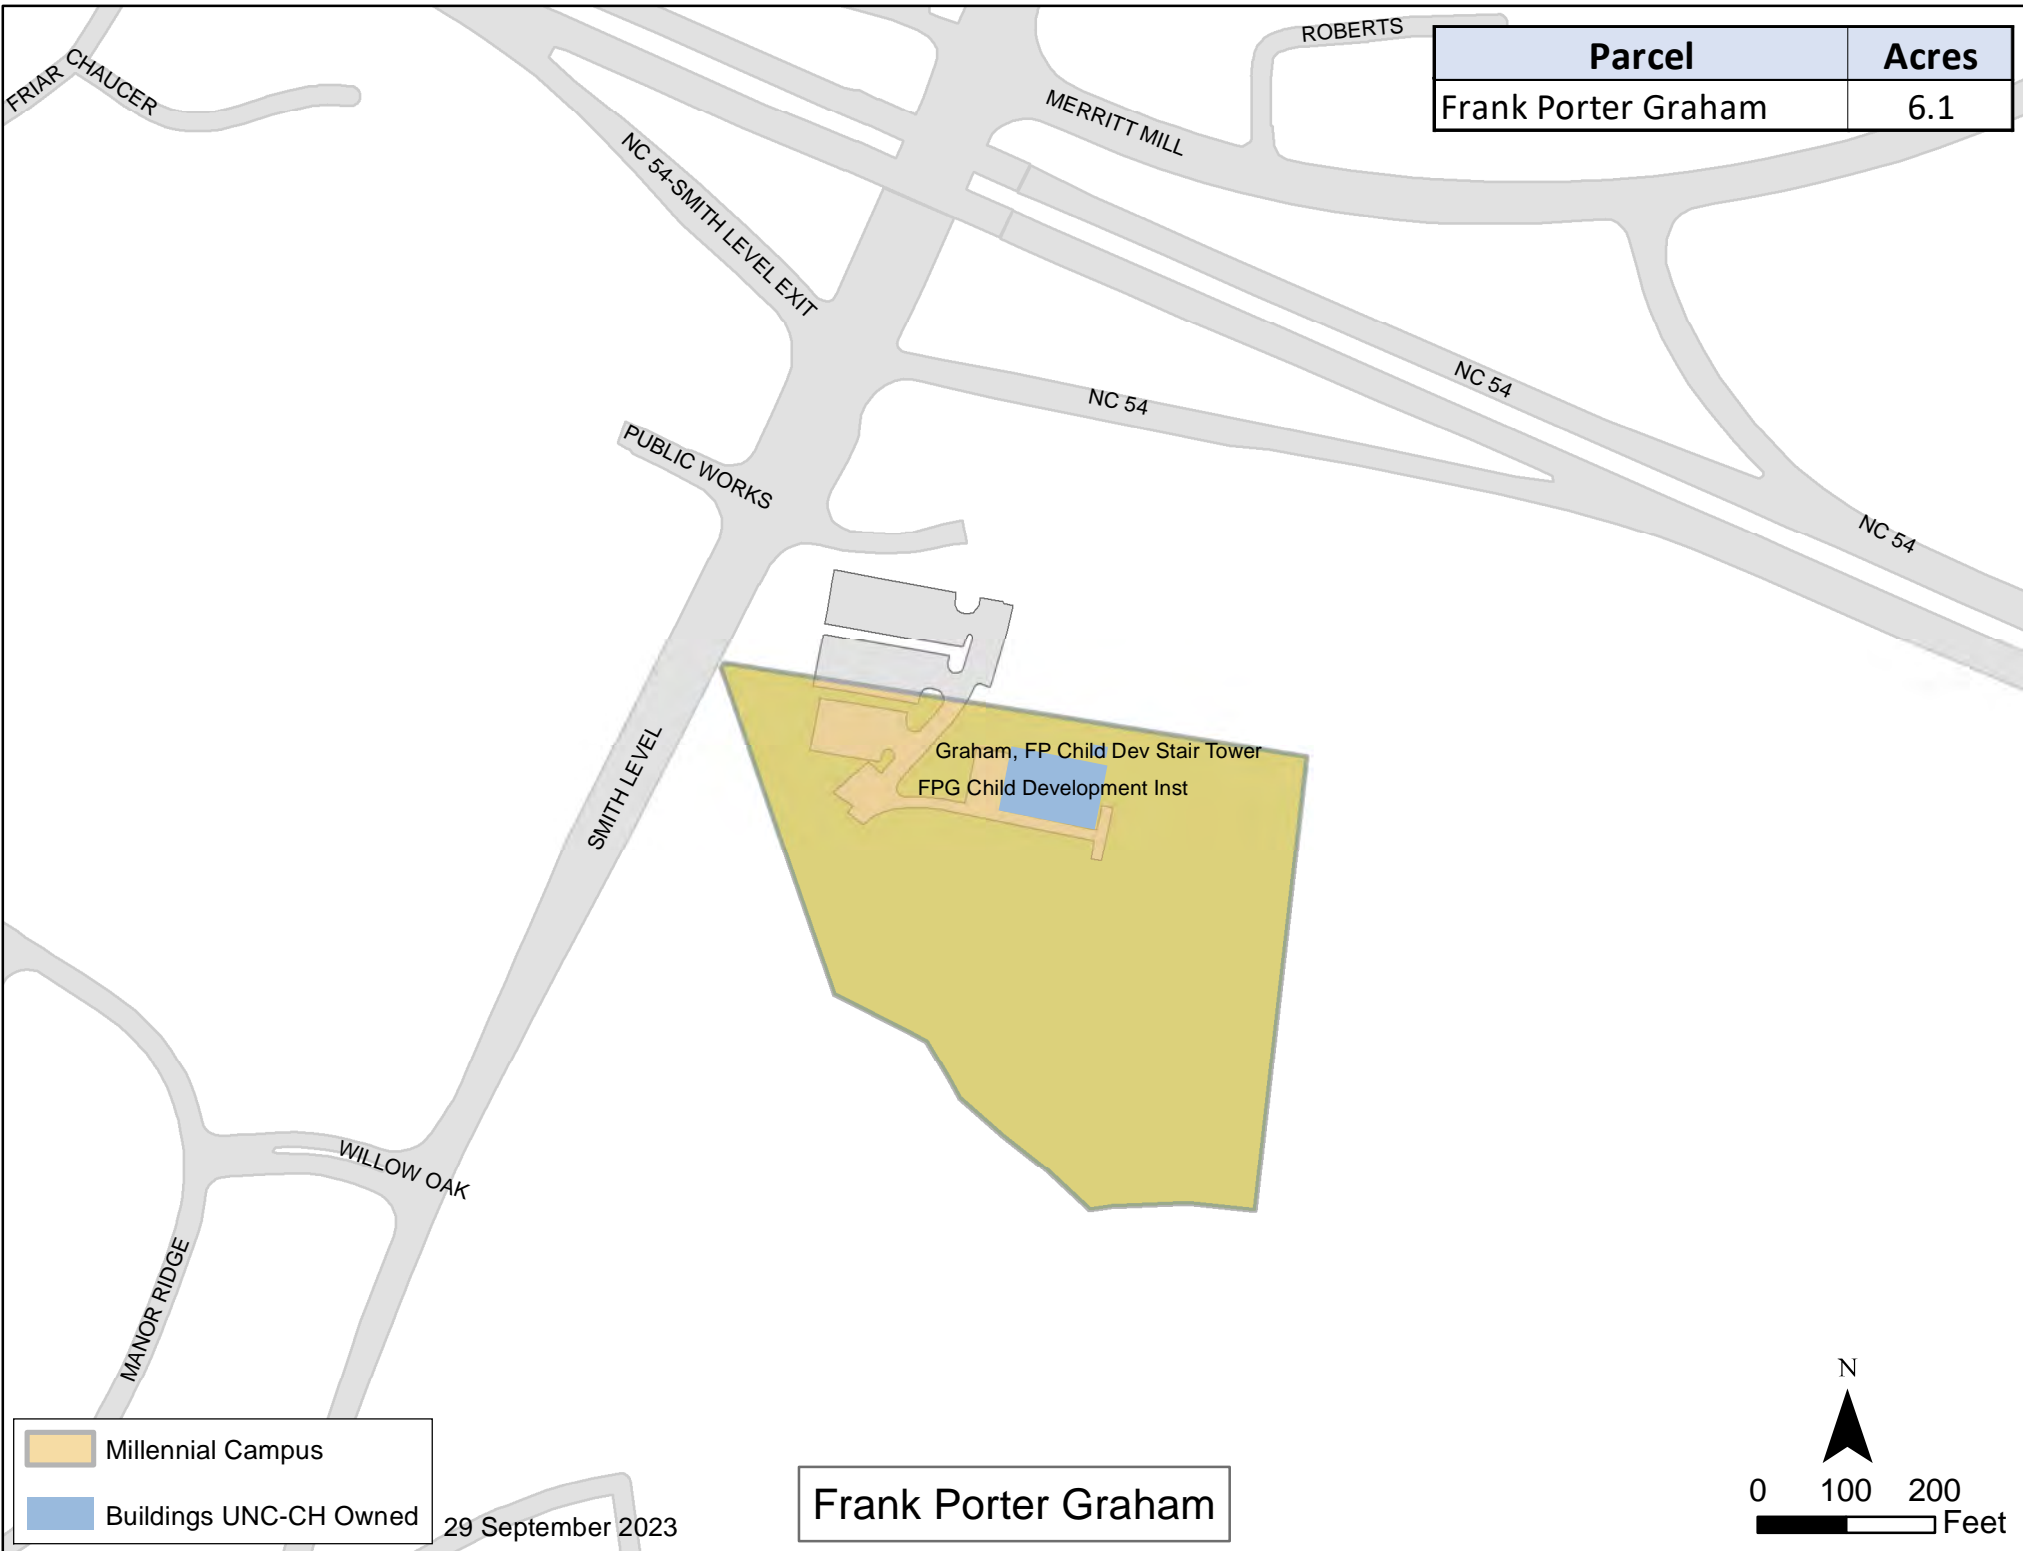 ROBERTS
Parcel Acres
Frank Porter Graham 6.1
FRIAR
CHAUCER
MERRITT MILL
NC 54-SMITH LEVEL EXIT
NC 54
NC 54
NC 54
PUBLIC WORKS
SMITH LEVEL
Graham, FP Child Dev Stair Tower
FPG Child Development Inst
WILLOW OAK
MANOR RIDGE
Millennial Campus
Buildings UNC-CH Owned
29 September 2023
Frank Porter Graham
N
0 100 200
Feet